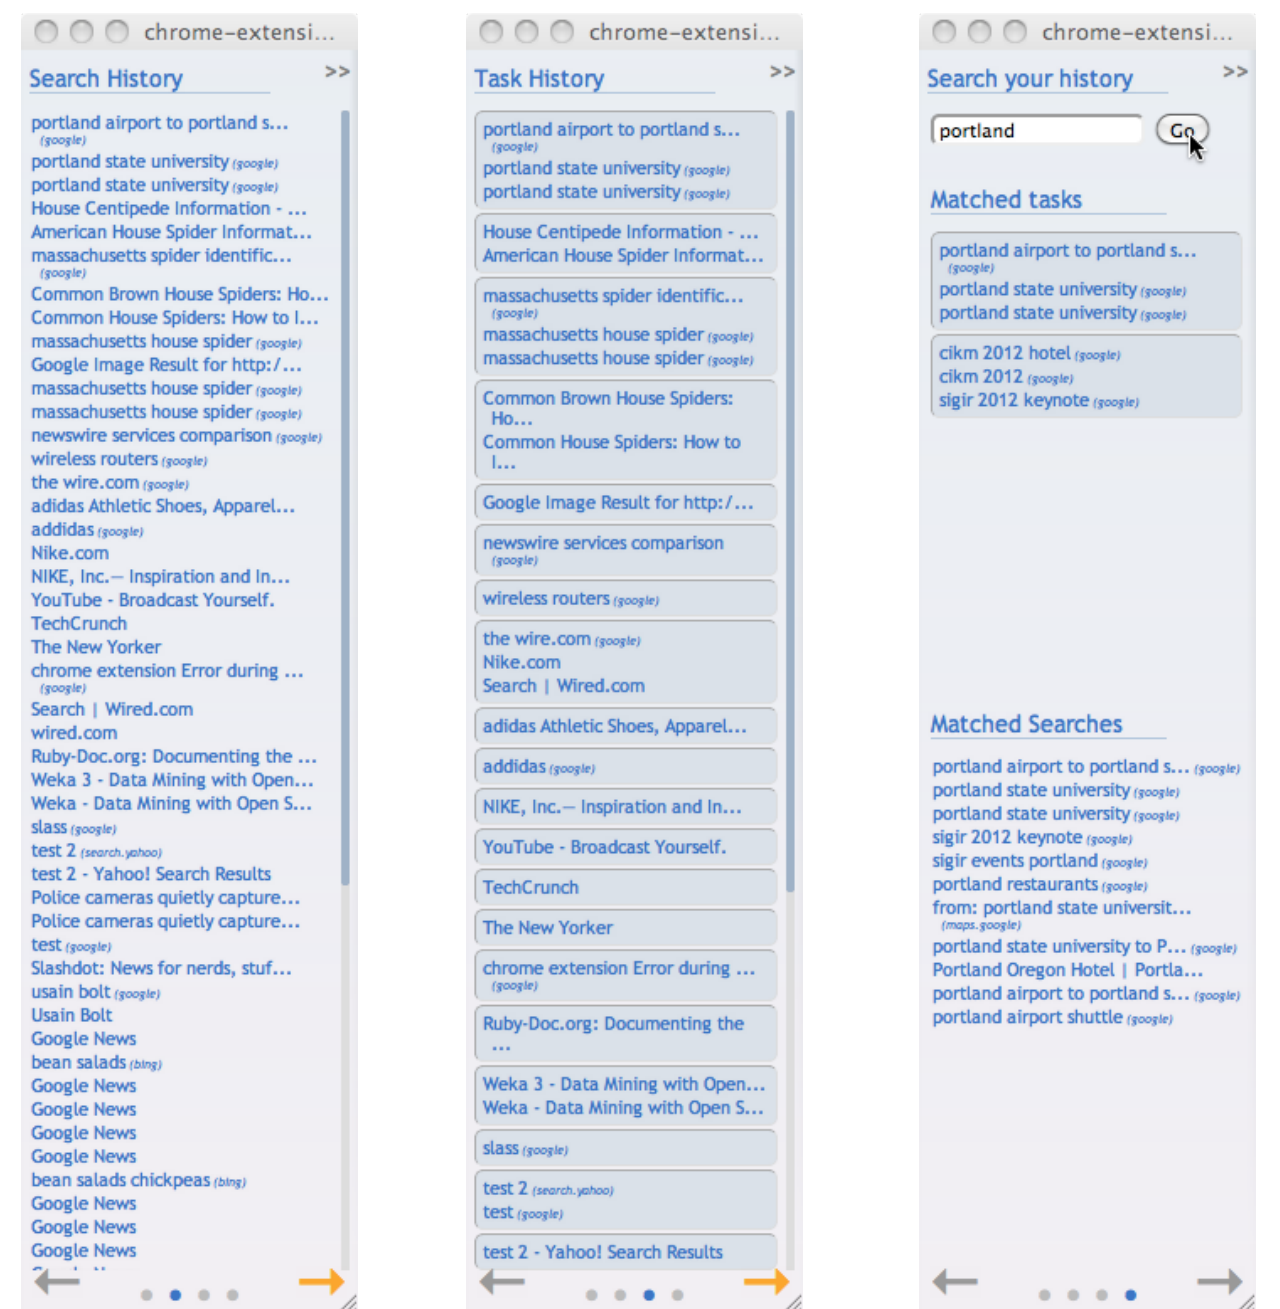 chrome-extensi...
Search History
>>
portland airport to portland s...
(google)
portland state university (google)
portland state university (google)
House Centipede Information - ...
American House Spider Informat...
massachusetts spider identific...
(google)
Common Brown House Spiders: Ho...
Common House Spiders: How to I...
massachusetts house spider (google)
Google Image Result for http:/...
massachusetts house spider (google)
massachusetts house spider (google)
newswire services comparison (google)
wireless routers (google)
the wire.com (google)
adidas Athletic Shoes, Apparel...
addidas (google)
Nike.com
NIKE, Inc.— Inspiration and In...
YouTube - Broadcast Yourself.
TechCrunch
The New Yorker
chrome extension Error during ...
(google)
Search | Wired.com
wired.com
Ruby-Doc.org: Documenting the ...
Weka 3 - Data Mining with Open...
Weka - Data Mining with Open S...
slass (google)
test 2 (search.yahoo)
test 2 - Yahoo! Search Results
Police cameras quietly capture...
Police cameras quietly capture...
test (google)
Slashdot: News for nerds, stuf...
usain bolt (google)
Usain Bolt
Google News
bean salads (bing)
Google News
Google News
Google News
Google News
bean salads chickpeas (bing)
Google News
Google News
Google News
chrome-extensi...
Task History
>>
portland airport to portland s...
(google)
portland state university (google)
portland state university (google)
House Centipede Information - ...
American House Spider Informat...
massachusetts spider identific...
(google)
massachusetts house spider (google)
massachusetts house spider (google)
Common Brown House Spiders:
Ho...
Common House Spiders: How to
I...
Google Image Result for http:/...
newswire services comparison
(google)
wireless routers (google)
the wire.com (google)
Nike.com
Search | Wired.com
adidas Athletic Shoes, Apparel...
addidas (google)
NIKE, Inc.— Inspiration and In...
YouTube - Broadcast Yourself.
TechCrunch
The New Yorker
chrome extension Error during ...
(google)
Ruby-Doc.org: Documenting the
...
Weka 3 - Data Mining with Open...
Weka - Data Mining with Open S...
slass (google)
test 2 (search.yahoo)
test (google)
test 2 - Yahoo! Search Results
chrome-extensi...
Search your history
>>
portland
Go
Matched tasks
portland airport to portland s...
(google)
portland state university (google)
portland state university (google)
cikm 2012 hotel (google)
cikm 2012 (google)
sigir 2012 keynote (google)
Matched Searches
portland airport to portland s... (google)
portland state university (google)
portland state university (google)
sigir 2012 keynote (google)
sigir events portland (google)
portland restaurants (google)
from: portland state universit...
(maps.google)
portland state university to P... (google)
Portland Oregon Hotel | Portla...
portland airport to portland s... (google)
portland airport shuttle (google)